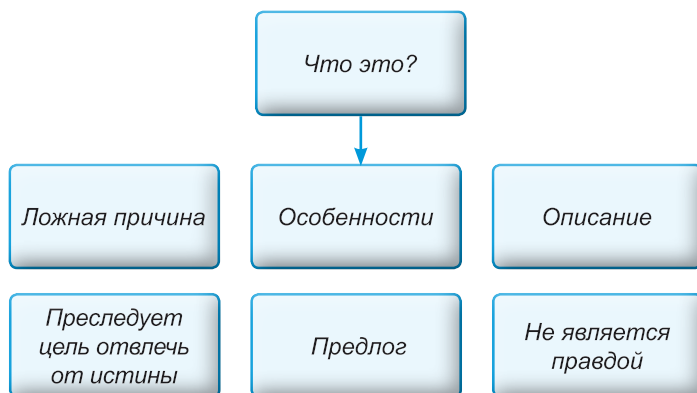 Что это?
Ложная причина
Особенности
Описание
Преследует
цель отвлечь
от истины
Предлог
Не является
правдой